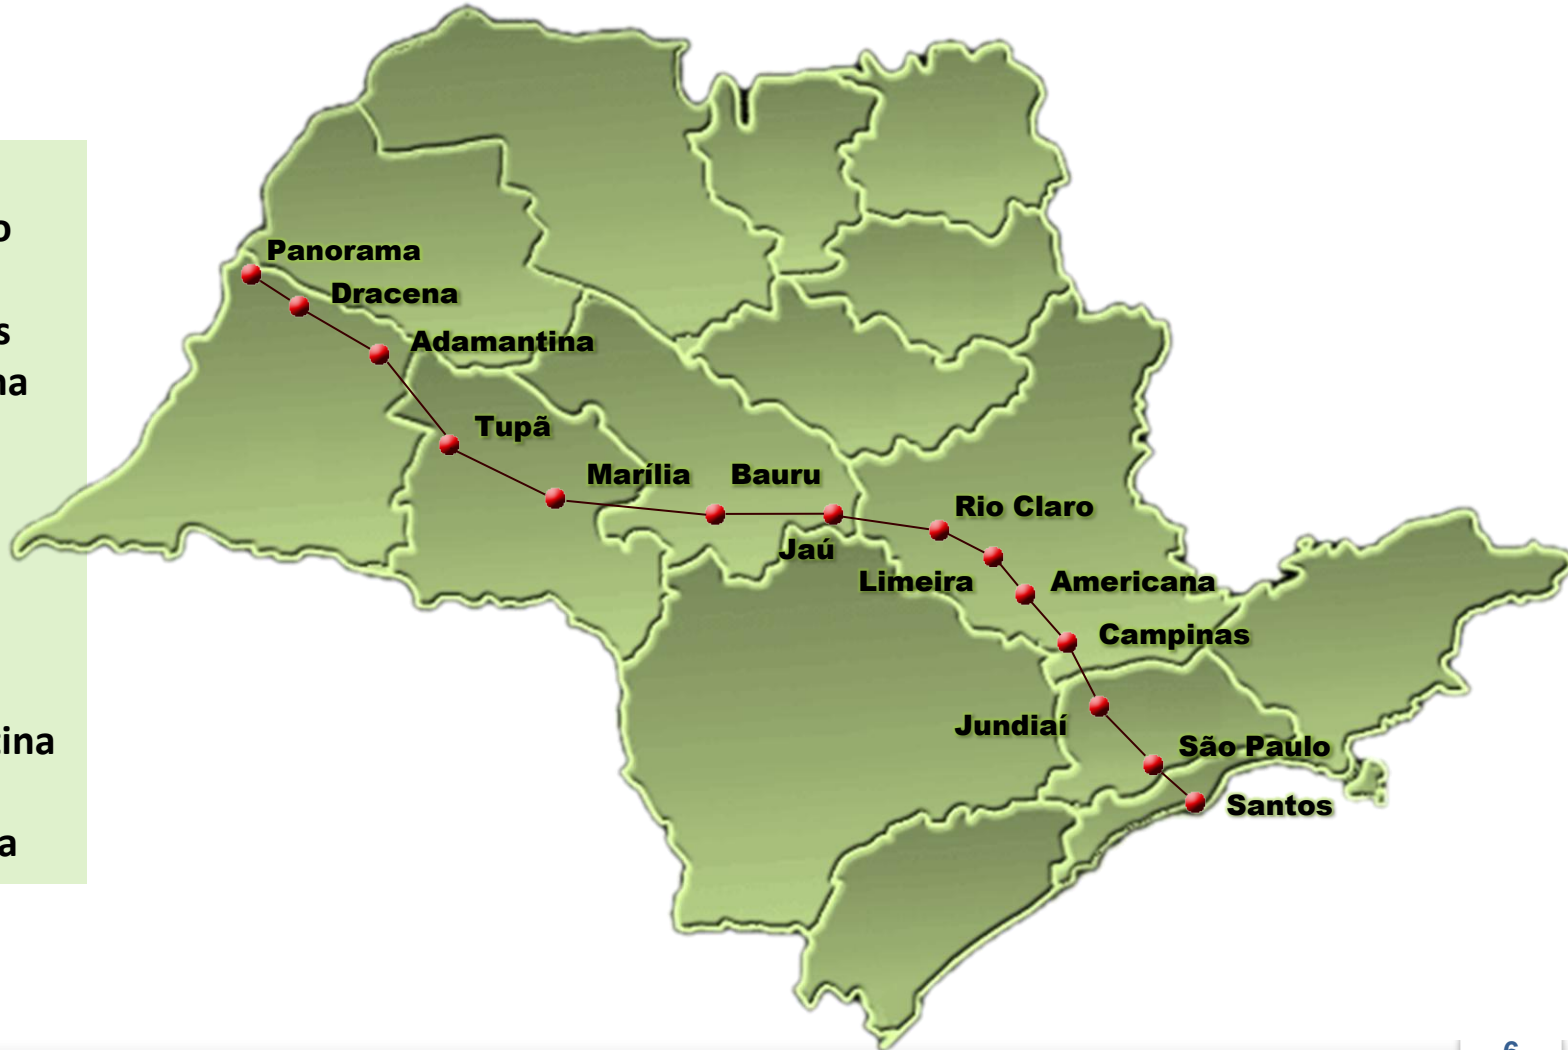 Panorama
Dracena
Adamantina
Tupã
Marília
Bauru
Jaú
Rio Claro
Limeira
Americana
Campinas
Jundiaí
São Paulo
Santos